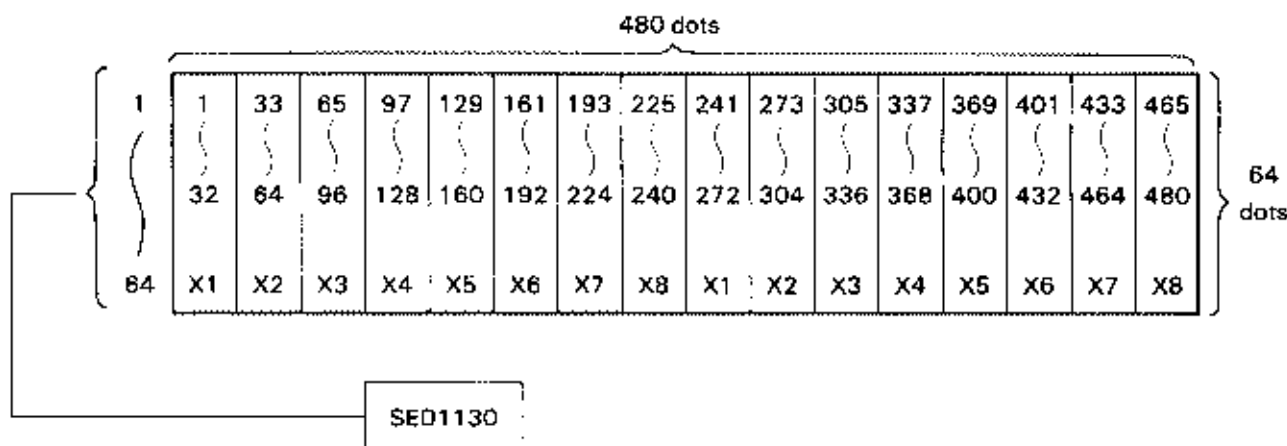 480 dots
1 1 33 65 97 129 161 193 225 241 273 305 337 369 401 433 465
32 64 96 128 160 192 224 240 272 304 336 368 400 432 464 480
64
dots
64 X1 X2 X3 X4 X5 X6 X7 X8 X1 X2 X3 X4 X5 X6 X7 X8
SED1130